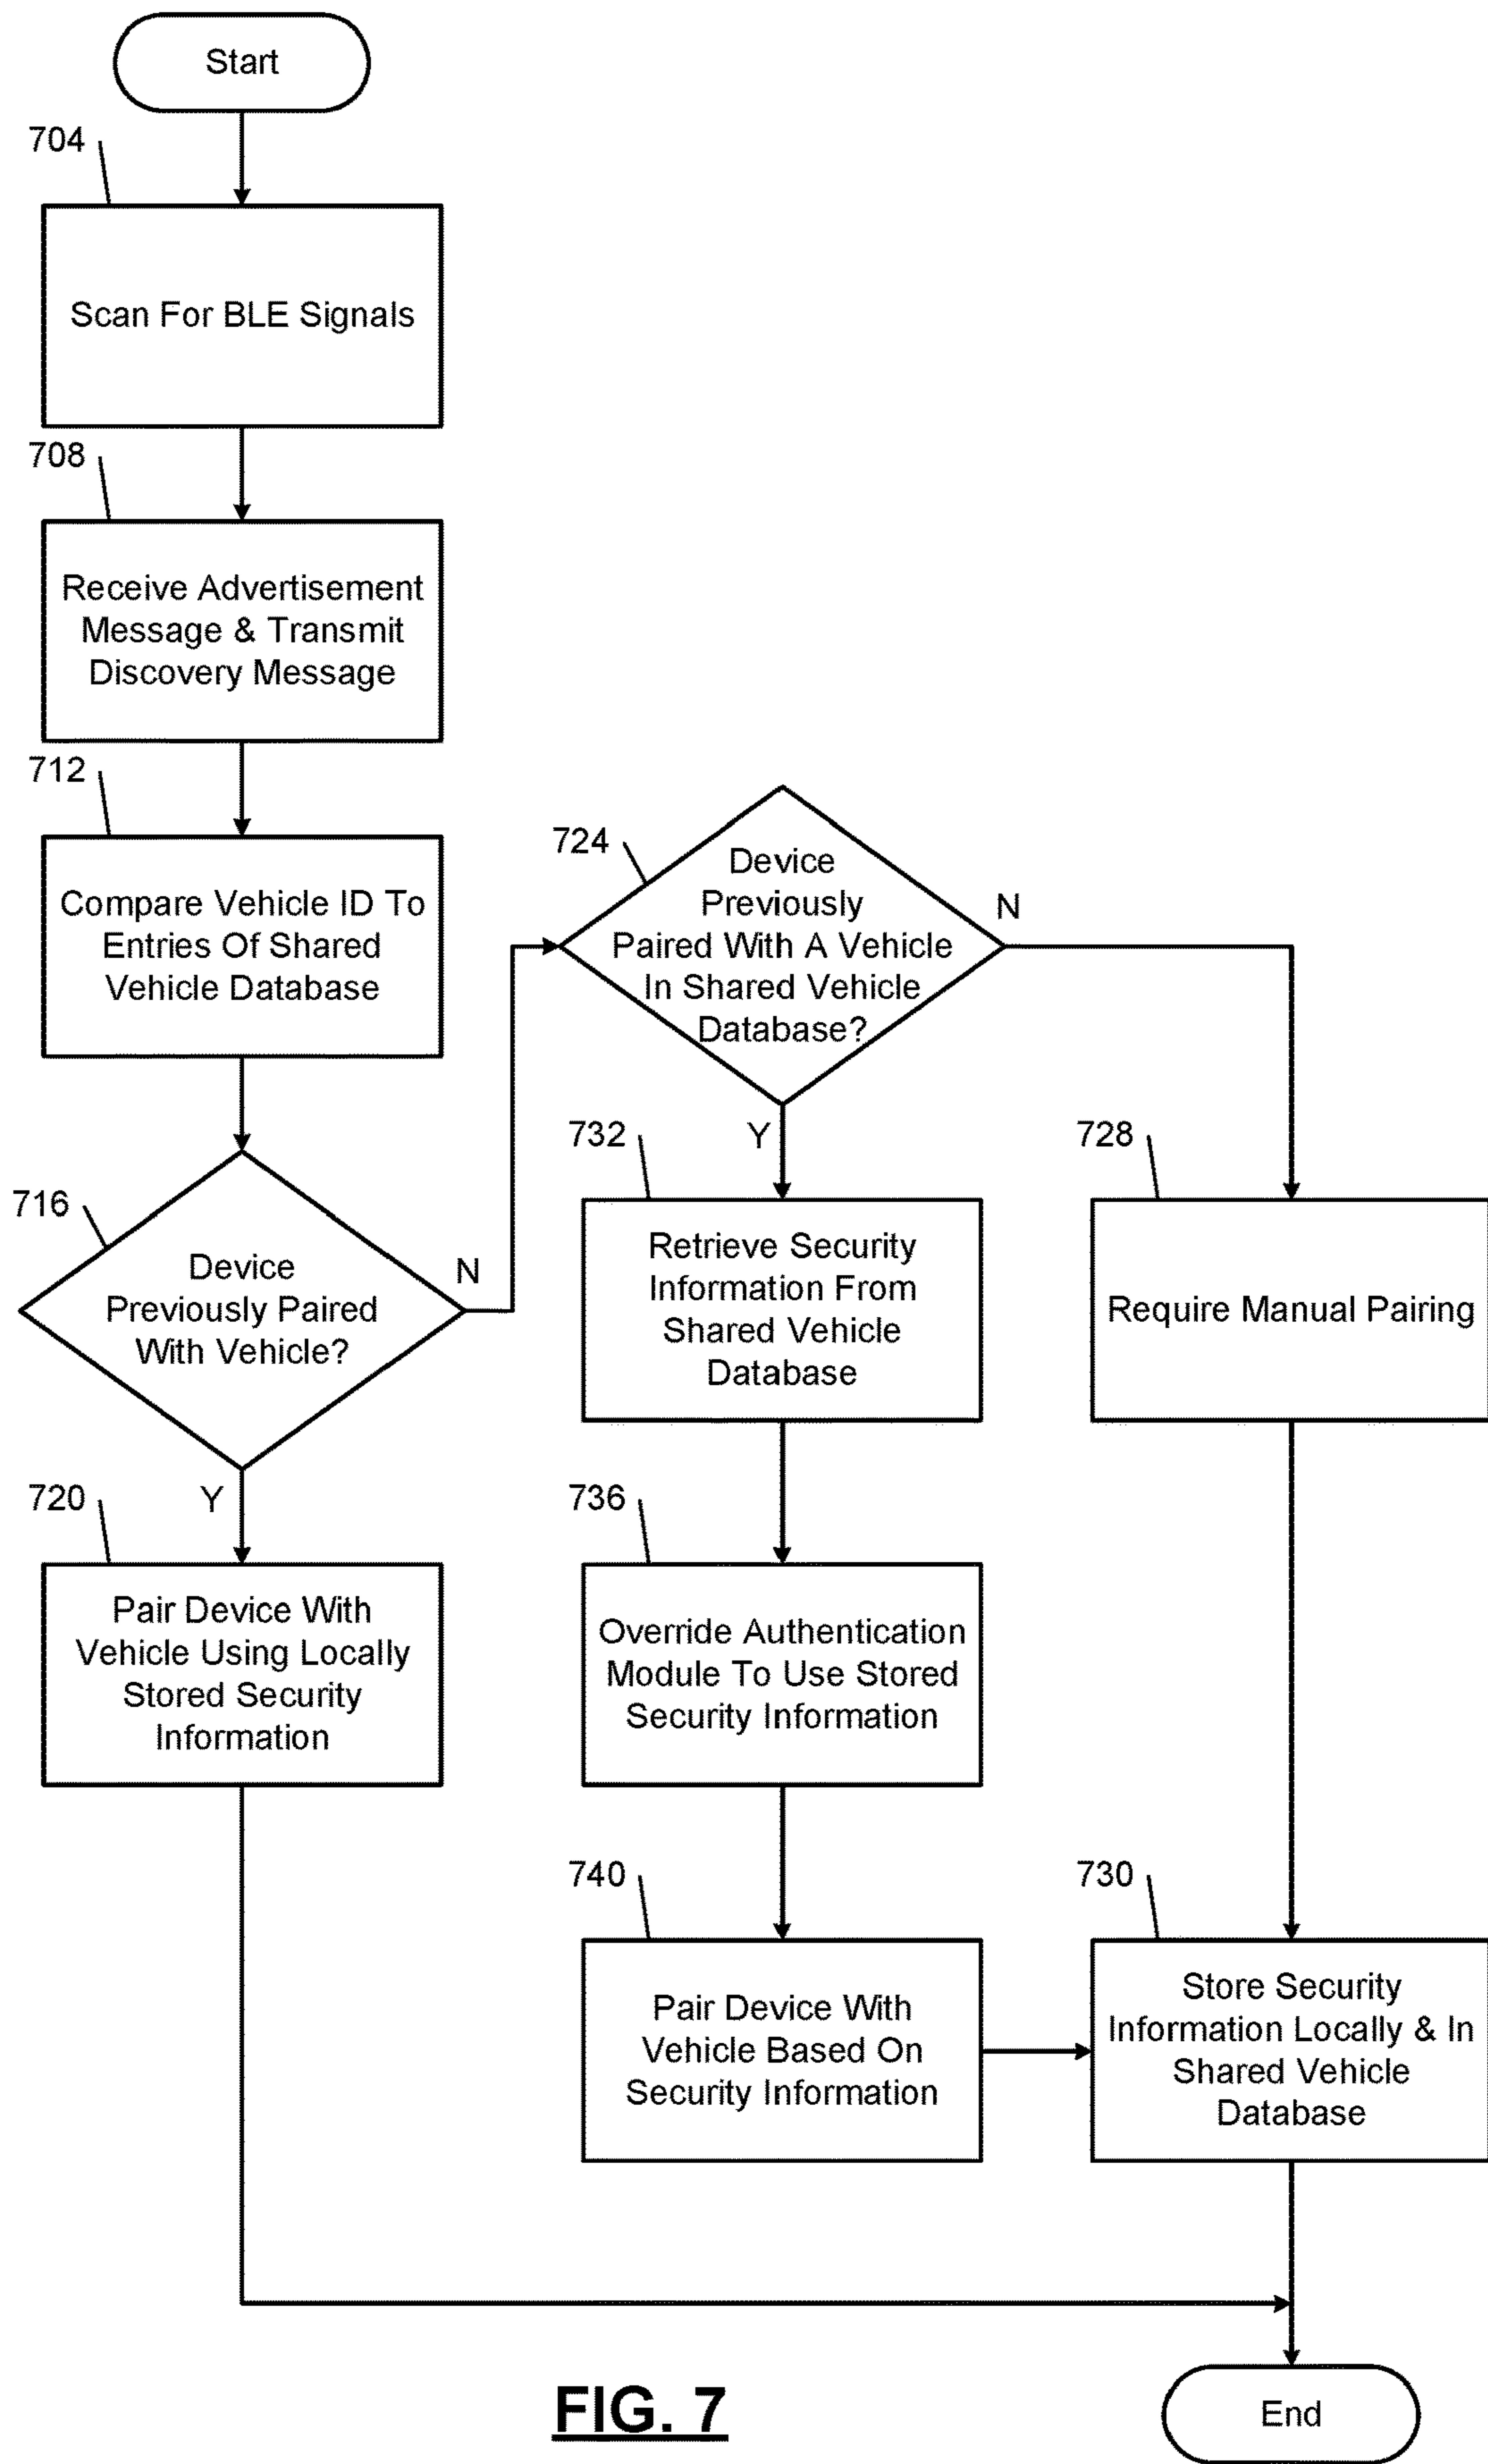 Start
704
Scan For BLE Signals
708
Receive Advertisement
Message & Transmit
Discovery Message
712
Compare Vehicle ID To
Entries Of Shared
Vehicle Database
716
Device
Previously Paired
With Vehicle?
N
Y
720
Pair Device With
Vehicle Using Locally
Stored Security
Information
724
Device
Previously
Paired With A Vehicle
In Shared Vehicle
Database?
N
Y
732
Retrieve Security
Information From
Shared Vehicle
Database
728
Require Manual Pairing
736
Override Authentication
Module To Use Stored
Security Information
740
Pair Device With
Vehicle Based On
Security Information
730
Store Security
Information Locally & In
Shared Vehicle
Database
End
FIG. 7